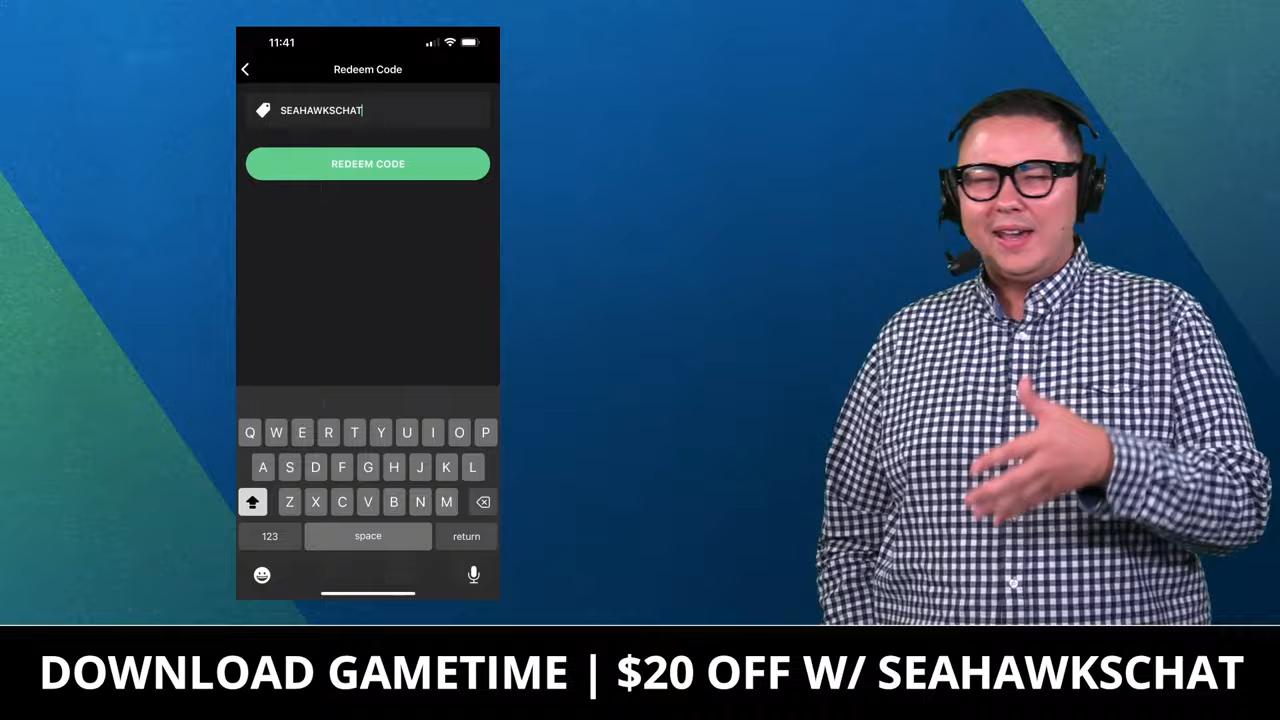 11:41
Redeem Code
SEAHAWKSCHAT
REDEEM CODE
Q W E R T Y U I O P
A S D F G H J K L
Z X C V B N M
123 space return
DOWNLOAD GAMETIME | $20 OFF W/ SEAHAWKSCHAT